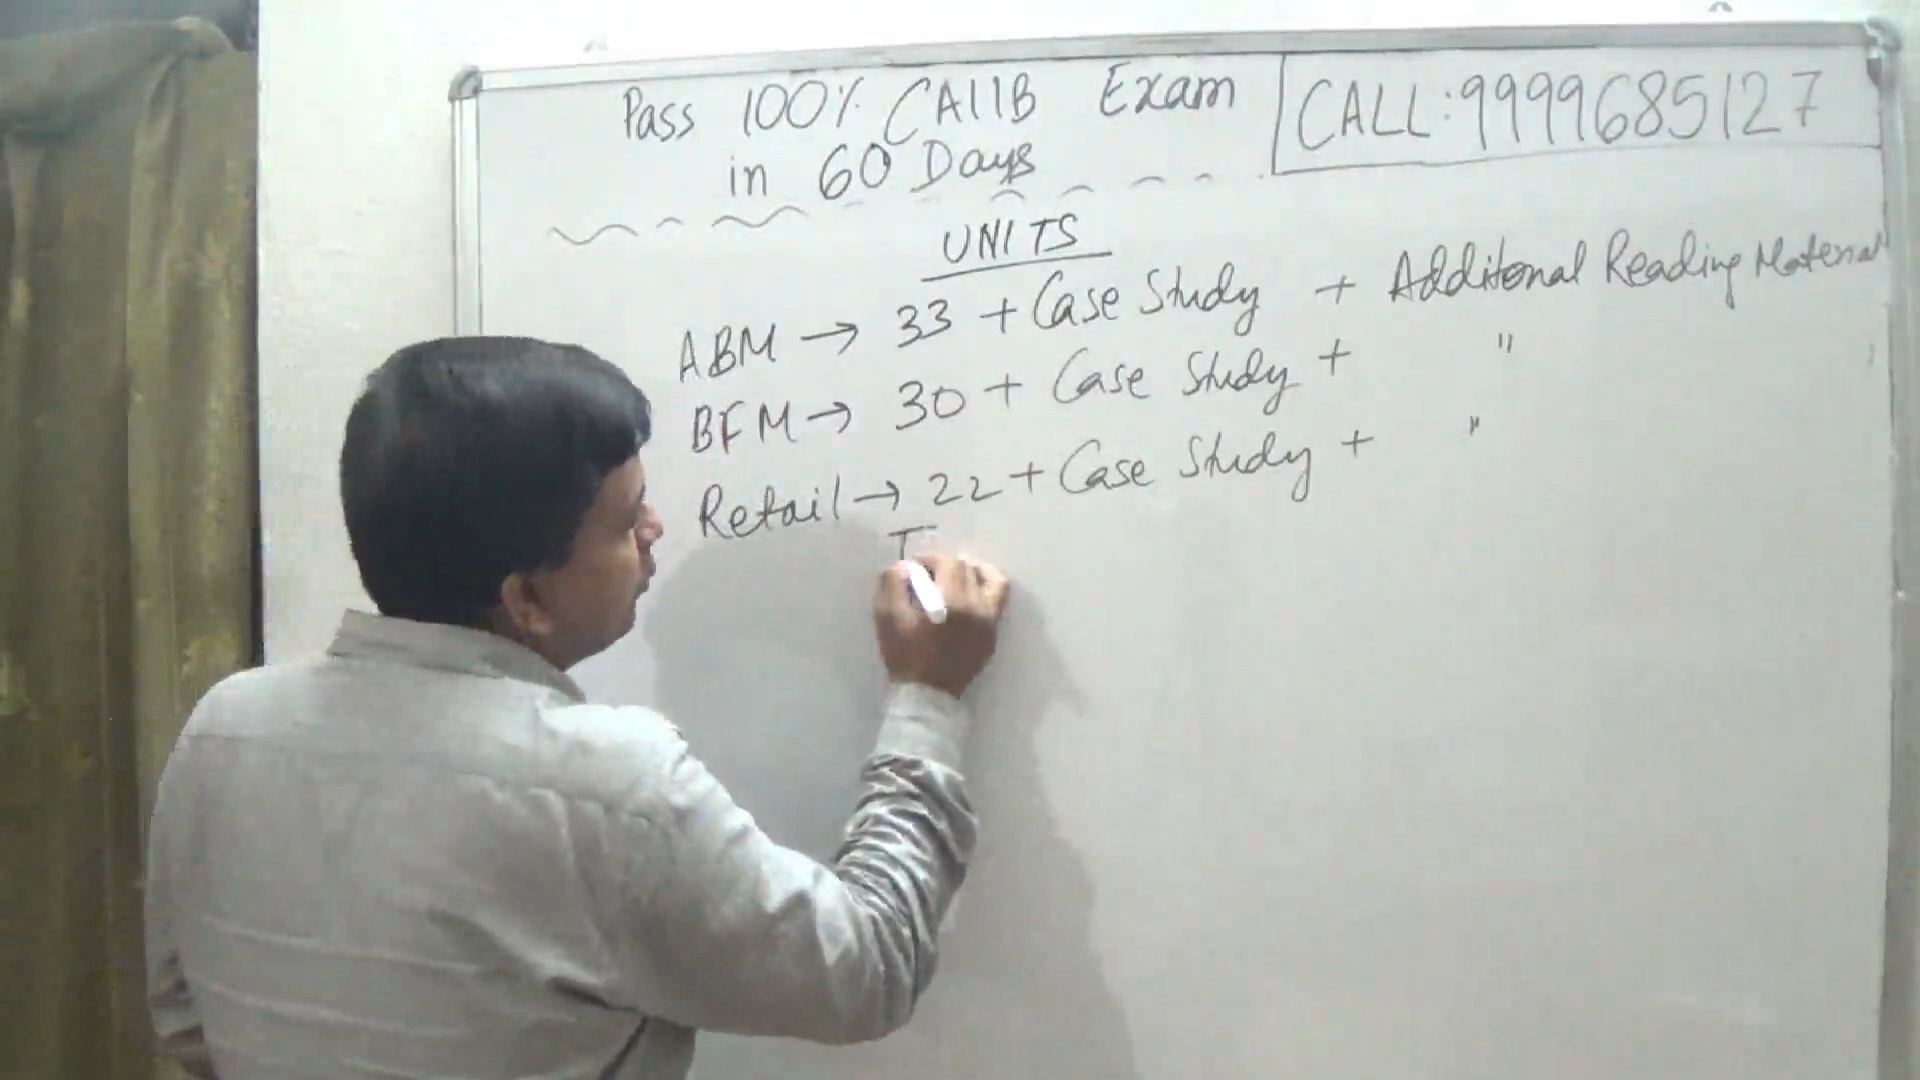 Pass 100% CAIIB Exam
in 60 Days
CALL:9999685127
UNITS
ABM → 33 + Case Study + Additional Reading Material
BFM → 30 + Case Study + "
Retail → 22 + Case Study + "
T